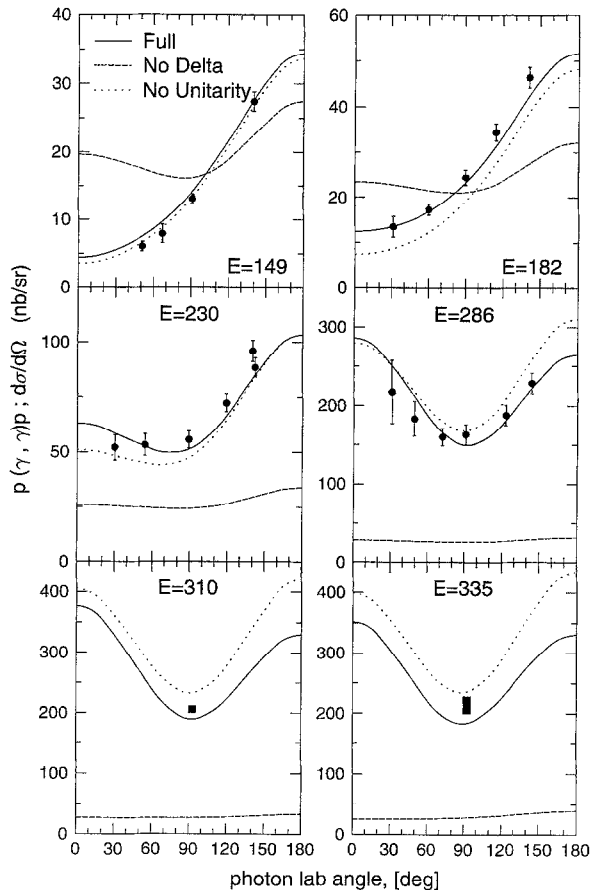 40
30
20
10
0
Full
No Delta
No Unitarity
E=149
60
40
20
0
E=182
p (γ , γ)p ; dσ/dΩ (nb/sr)
100
50
0
E=230
300
200
100
0
E=286
400
300
200
100
0
E=310
400
300
200
100
50
0
E=335
0 30 60 90 120 150 180
0 30 60 90 120 150 180
photon lab angle, [deg]